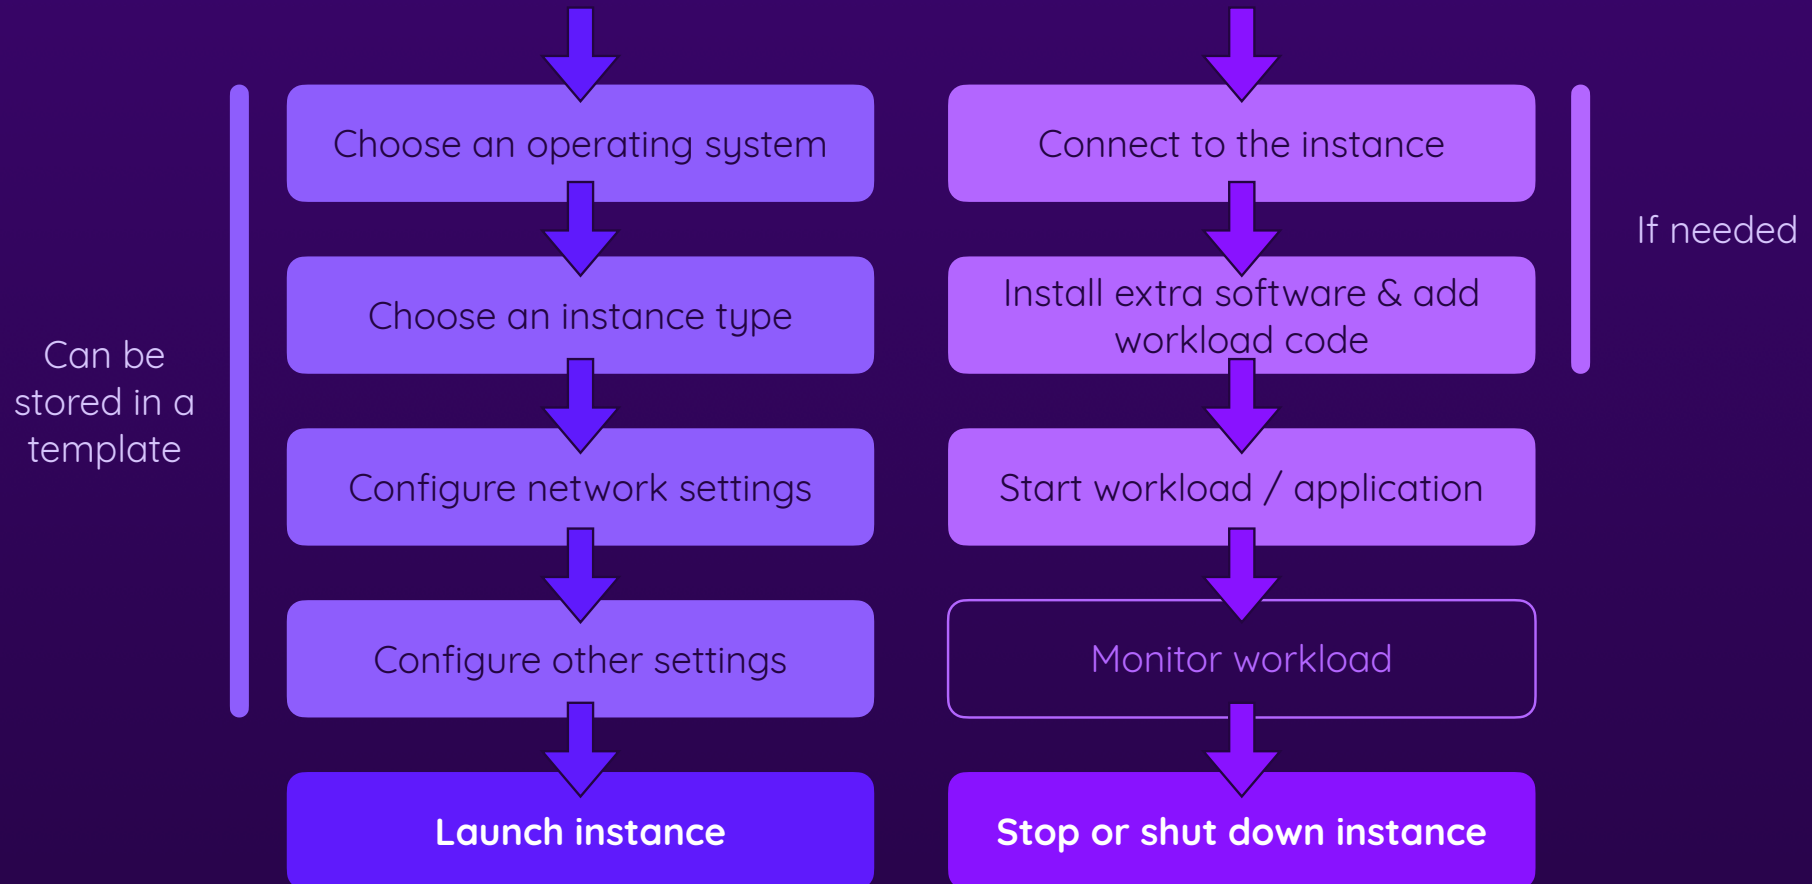 Can be
stored in a
template
Choose an operating system
Choose an instance type
Configure network settings
Configure other settings
Launch instance
Connect to the instance
Install extra software & add
workload code
Start workload / application
Monitor workload
Stop or shut down instance
If needed